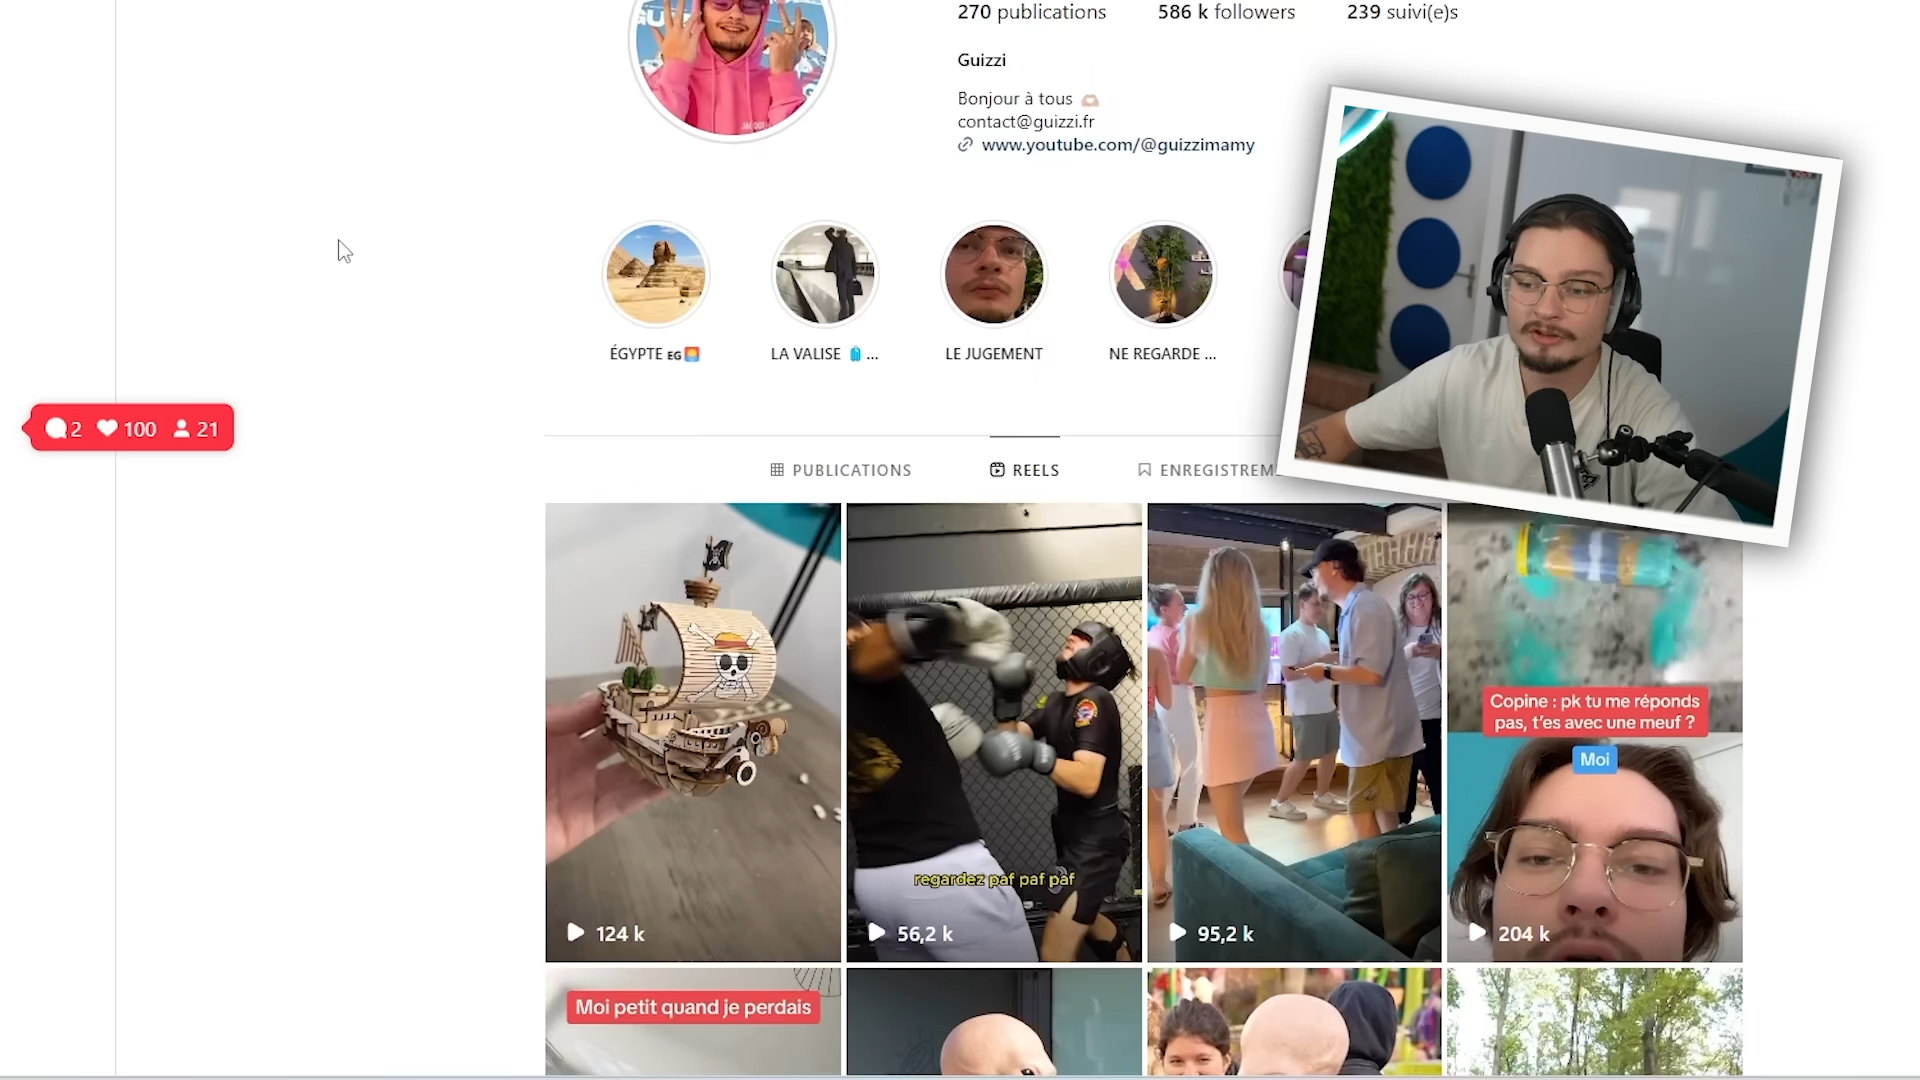 270 publications
586 k followers
239 suivi(e)s
Guizzi
Bonjour à tous
contact@guizzi.fr
www.youtube.com/@guizzimamy
ÉGYPTE EG
LA VALISE ...
LE JUGEMENT
NE REGARDE ...
2 100 21
PUBLICATIONS
REELS
ENREGISTREM
Copine : pk tu me réponds
pas, t'es avec une meuf ?
Moi
regardez paf paf paf
124 k
56,2 k
95,2 k
204 k
Moi petit quand je perdais